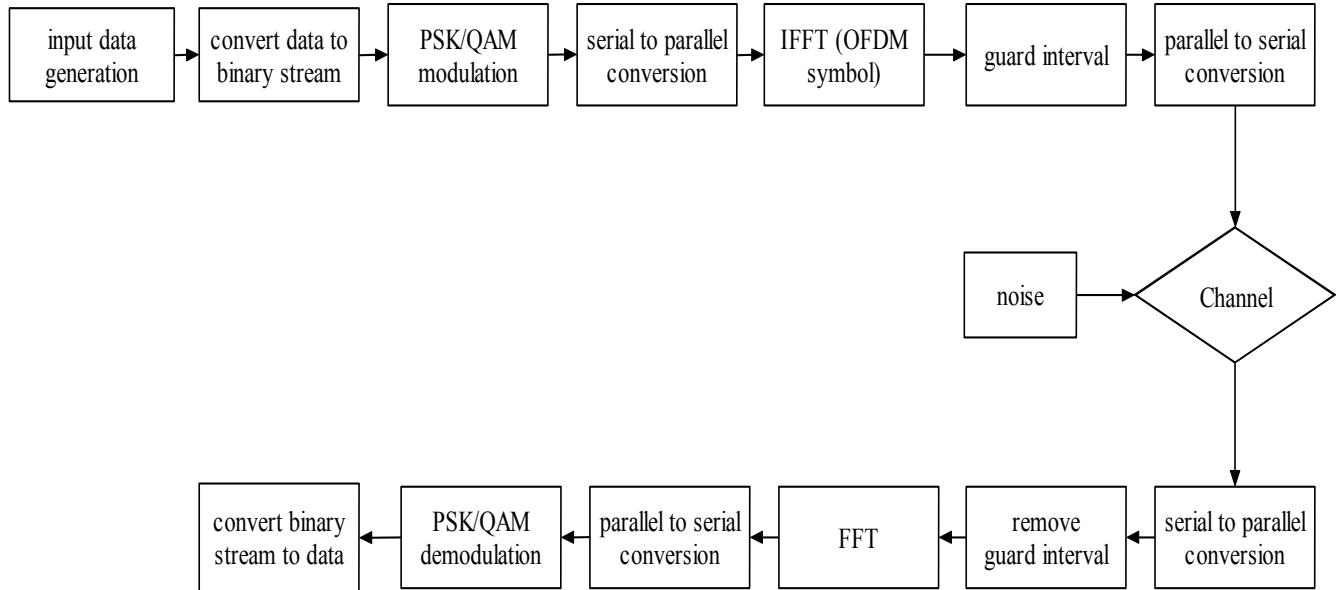 input data
generation
convert data to
binary stream
PSK/QAM
modulation
serial to parallel
conversion
IFFT (OFDM
symbol)
guard interval
parallel to serial
conversion
noise
Channel
convert binary
stream to data
PSK/QAM
demodulation
parallel to serial
conversion
FFT
remove
guard interval
serial to parallel
conversion